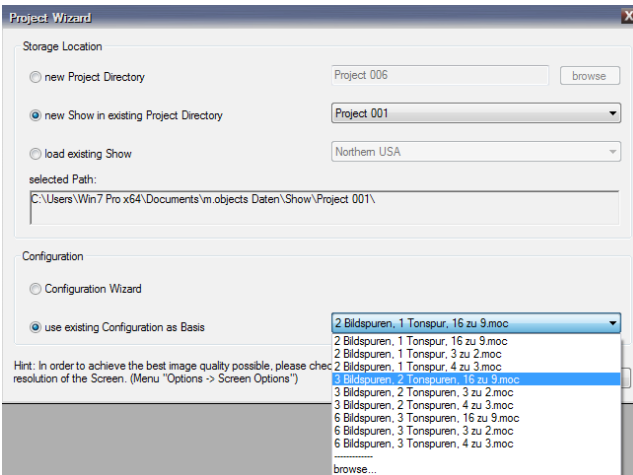 Project Wizard
Storage Location
new Project Directory
Project 006
browse
new Show in existing Project Directory
Project 001
load existing Show
Northern USA
selected Path:
C:\Users\Win7 Pro x64\Documents\m.objects Daten\Show\Project 001\
Configuration
Configuration Wizard
use existing Configuration as Basis
2 Bildspuren, 1 Tonspur, 16 zu 9.moc
2 Bildspuren, 1 Tonspur, 16 zu 9.moc
2 Bildspuren, 1 Tonspur, 3 zu 2.moc
2 Bildspuren, 1 Tonspur, 4 zu 3.moc
3 Bildspuren, 2 Tonspuren, 16 zu 9.moc
3 Bildspuren, 2 Tonspuren, 3 zu 2.moc
3 Bildspuren, 2 Tonspuren, 4 zu 3.moc
6 Bildspuren, 3 Tonspuren, 16 zu 9.moc
6 Bildspuren, 3 Tonspuren, 3 zu 2.moc
6 Bildspuren, 3 Tonspuren, 4 zu 3.moc
-------------
browse...
Hint: In order to achieve the best image quality possible, please chec
resolution of the Screen. (Menu "Options -> Screen Options")